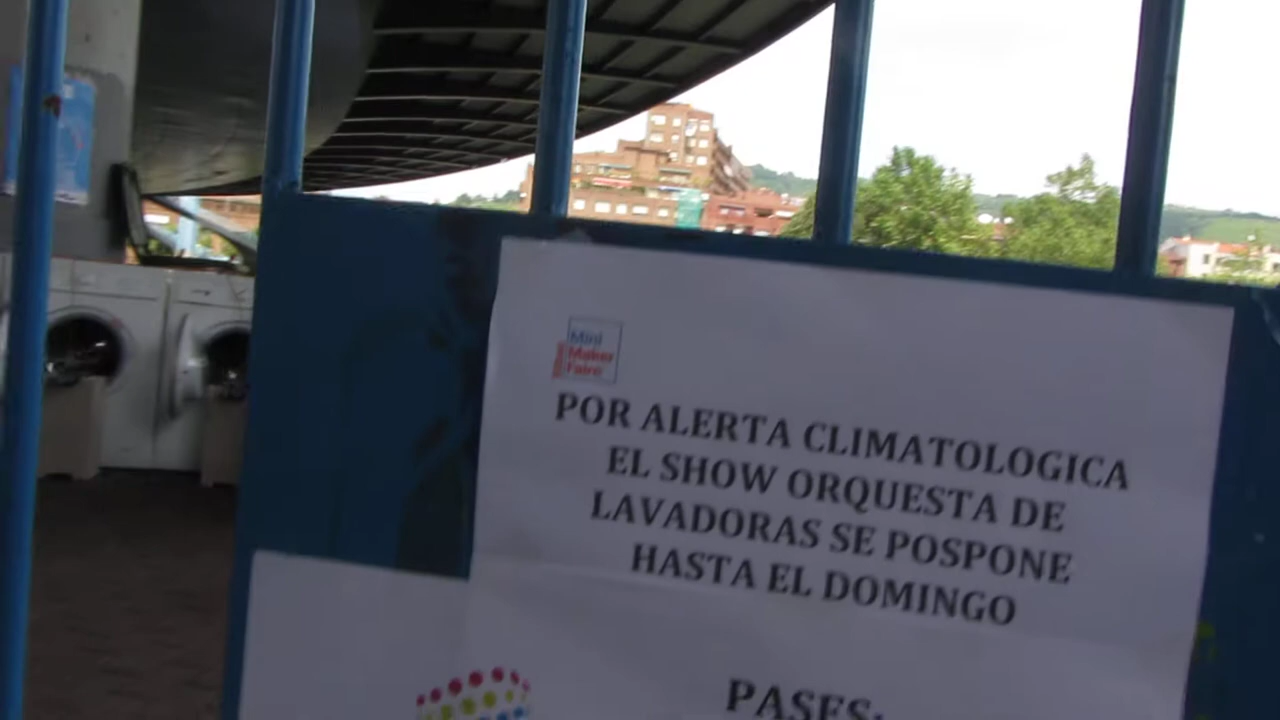 Mini
Maker
Faire
POR ALERTA CLIMATOLOGICA
EL SHOW ORQUESTA DE
LAVADORAS SE POSPONE
HASTA EL DOMINGO
PASES: